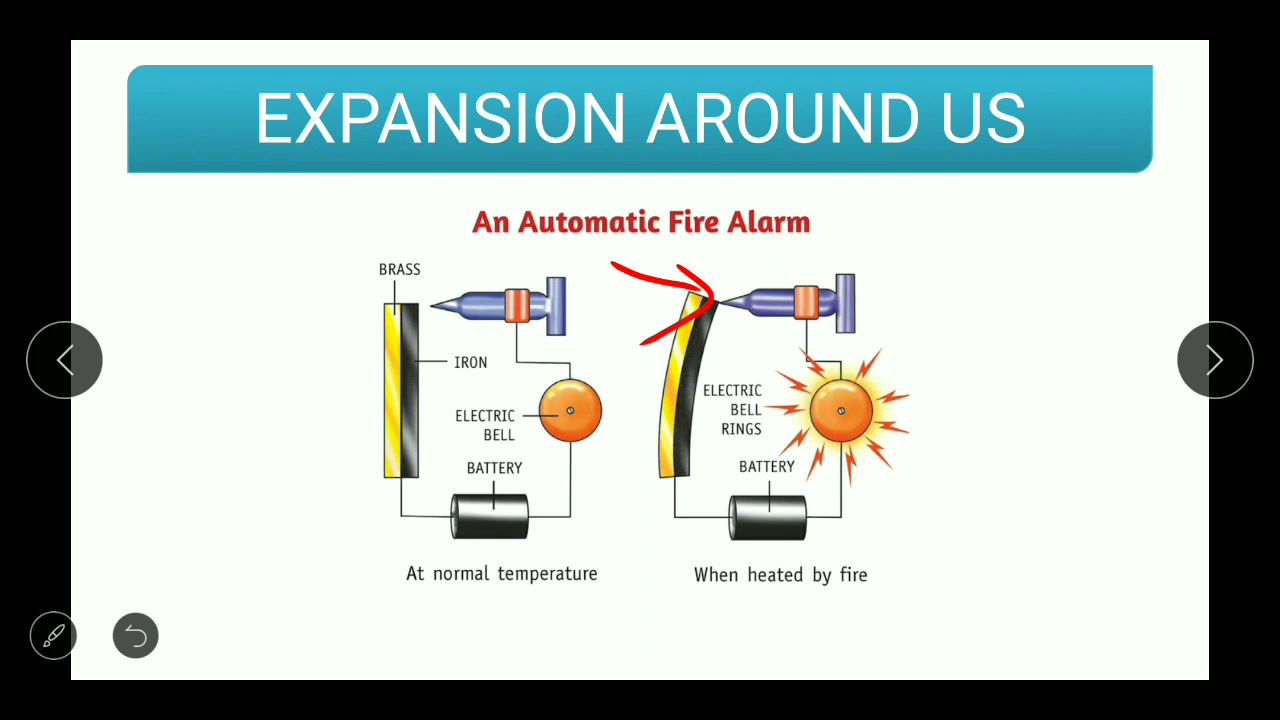 EXPANSION AROUND US
An Automatic Fire Alarm
BRASS
IRON
ELECTRIC
BELL
BATTERY
At normal temperature
ELECTRIC
BELL
RINGS
BATTERY
When heated by fire